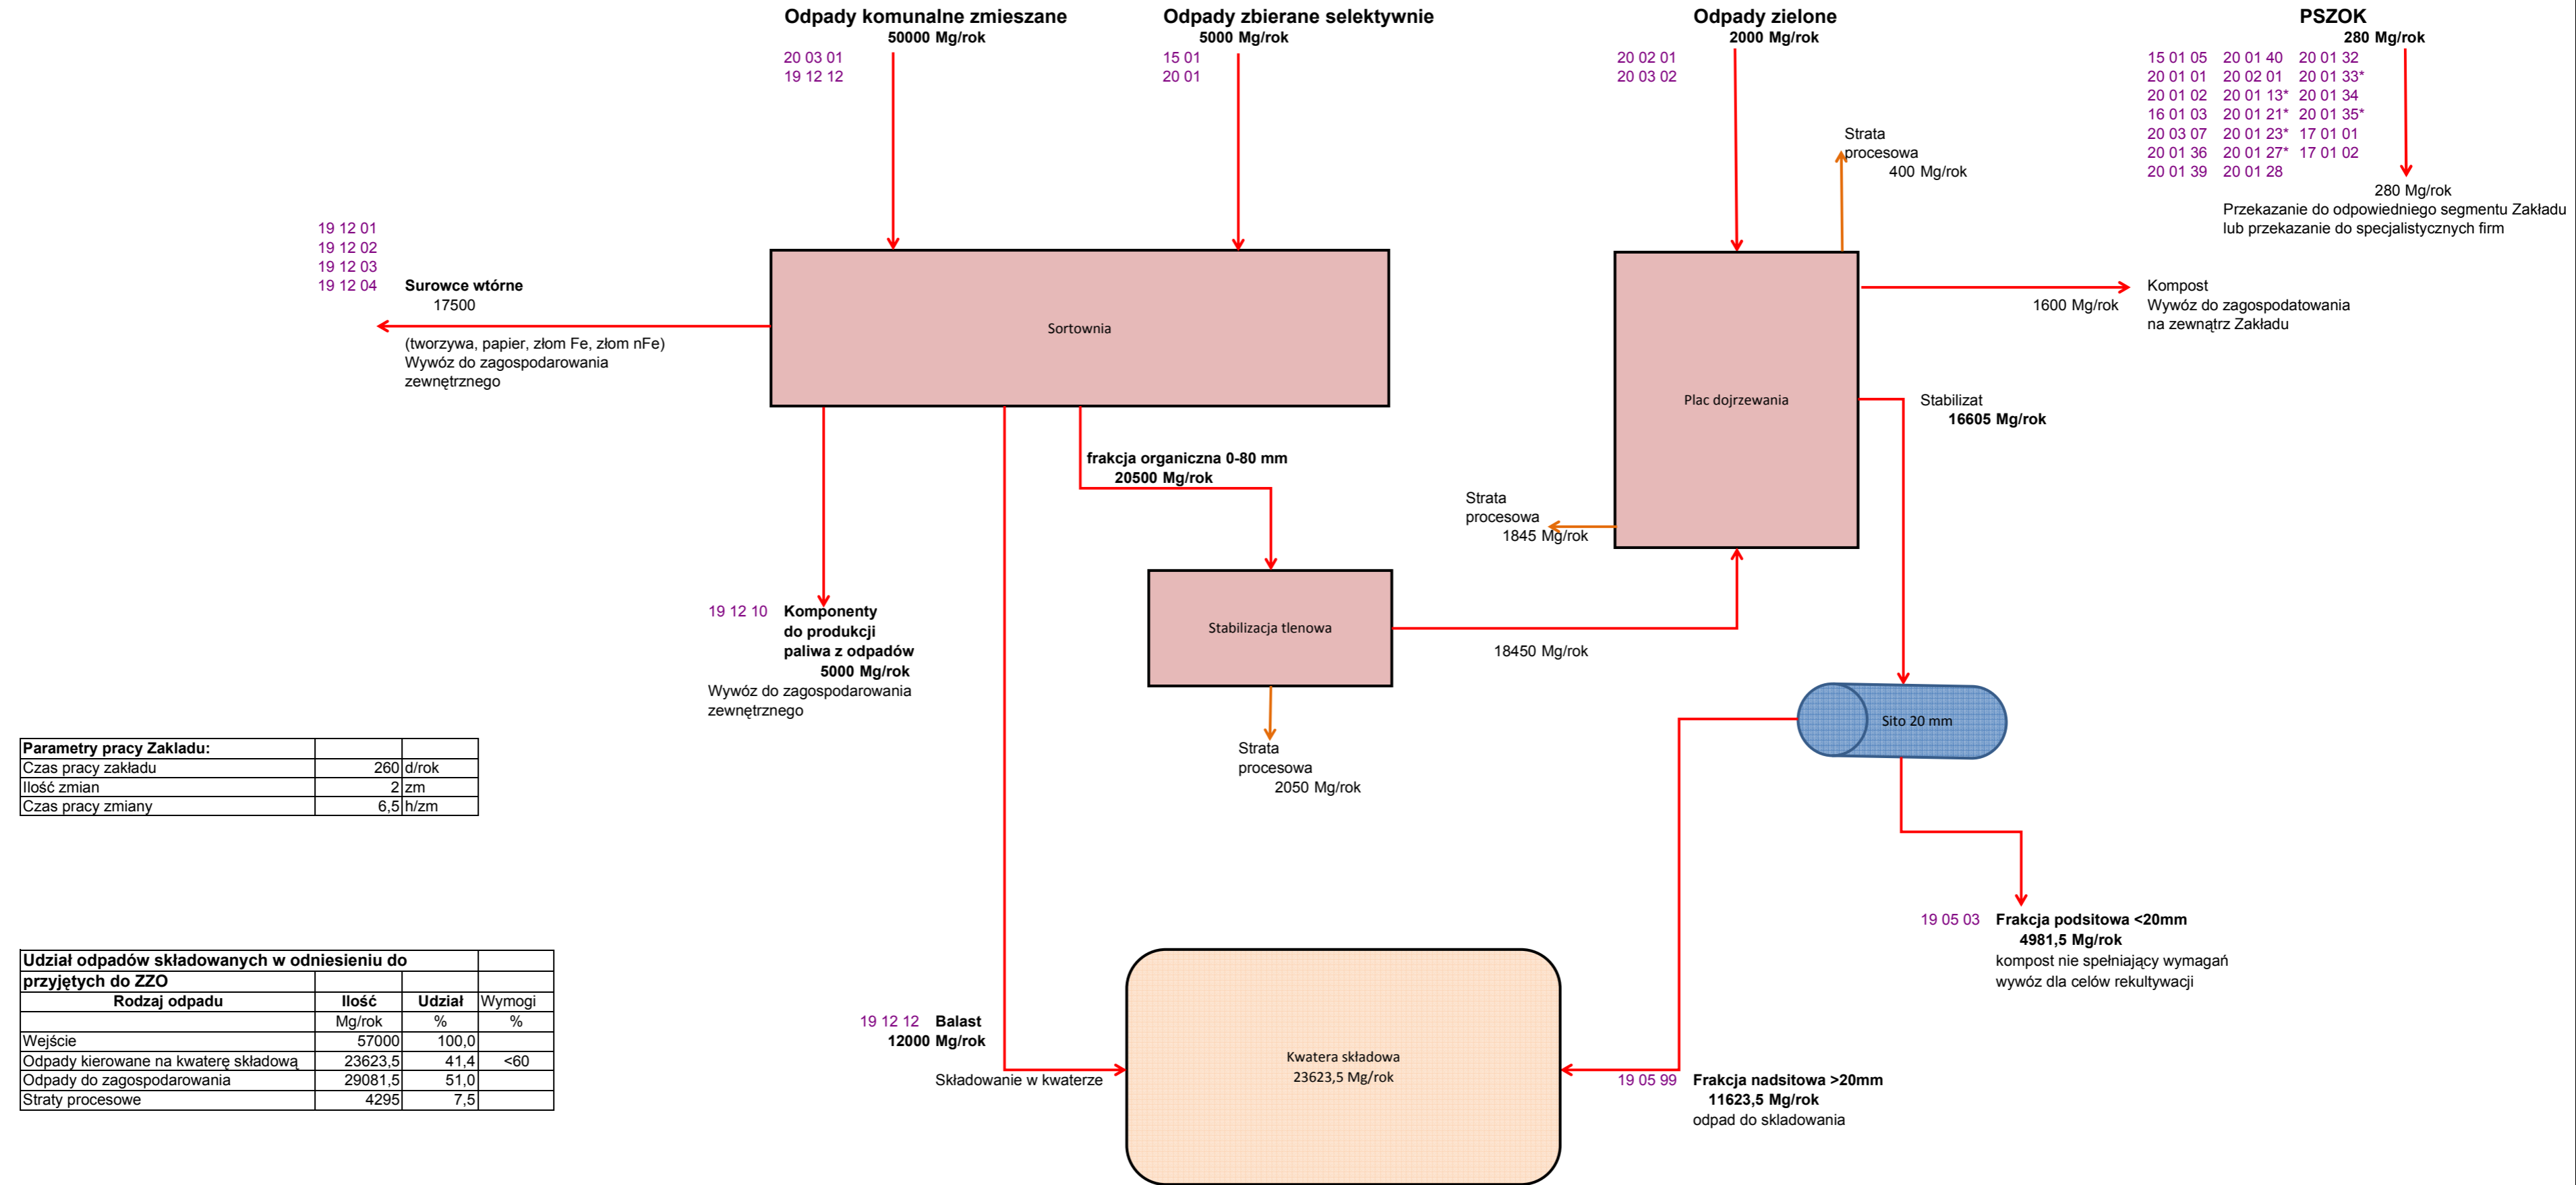 Odpady komunalne zmieszane
50000 Mg/rok
20 03 01
19 12 12
Odpady zbierane selektywnie
5000 Mg/rok
15 01
20 01
Odpady zielone
2000 Mg/rok
20 02 01
20 03 02
PSZOK
280 Mg/rok
15 01 05 20 01 40 20 01 32
20 01 01 20 02 01 20 01 33*
20 01 02 20 01 13* 20 01 34
16 01 03 20 01 21* 20 01 35*
20 03 07 20 01 23* 17 01 01
20 01 36 20 01 27* 17 01 02
20 01 39 20 01 28
280 Mg/rok
Przekazanie do odpowiedniego segmentu Zakładu
lub przekazanie do specjalistycznych firm
Strata
procesowa
400 Mg/rok
19 12 01
19 12 02
19 12 03
19 12 04 Surowce wtórne
17500
(tworzywa, papier, złom Fe, złom nFe)
Wywóz do zagospodarowania
zewnętrznego
Sortownia
Plac dojrzewania
1600 Mg/rok
Kompost
Wywóz do zagospodatowania
na zewnątrz Zakładu
Stabilizat
16605 Mg/rok
frakcja organiczna 0-80 mm
20500 Mg/rok
Strata
procesowa
1845 Mg/rok
19 12 10 Komponenty
do produkcji
paliwa z odpadów
5000 Mg/rok
Wywóz do zagospodarowania
zewnętrznego
Stabilizacja tlenowa
18450 Mg/rok
Strata
procesowa
2050 Mg/rok
Sito 20 mm
Parametry pracy Zakladu:
Czas pracy zakładu 260 d/rok
Ilość zmian 2 zm
Czas pracy zmiany 6,5 h/zm
19 05 03 Frakcja podsitowa <20mm
4981,5 Mg/rok
kompost nie spełniający wymagań
wywóz dla celów rekultywacji
Udział odpadów składowanych w odniesieniu do
przyjętych do ZZO
Rodzaj odpadu Ilość Udział Wymogi
Mg/rok % %
Wejście 57000 100,0
Odpady kierowane na kwaterę składową 23623,5 41,4 <60
Odpady do zagospodarowania 29081,5 51,0
Straty procesowe 4295 7,5
19 12 12 Balast
12000 Mg/rok
Składowanie w kwaterze
Kwatera składowa
23623,5 Mg/rok
19 05 99 Frakcja nadsitowa >20mm
11623,5 Mg/rok
odpad do skladowania